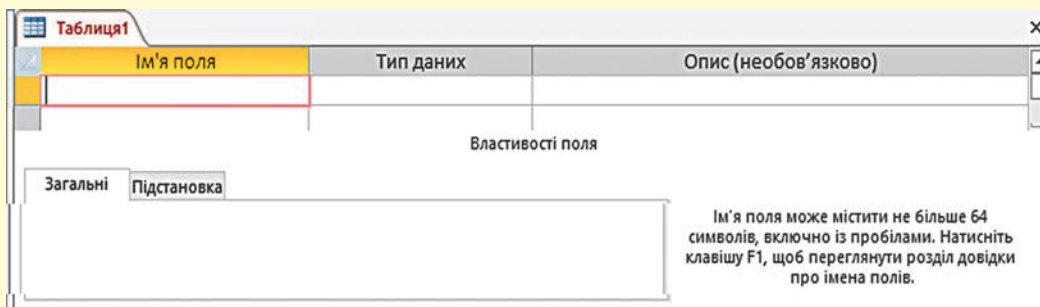 Таблиця1
Ім'я поля Тип даних Опис (необов’язково)
Властивості поля
Загальні Підстановка
Ім'я поля може містити не більше 64
символів, включно із пробілами. Натисніть
клавішу F1, щоб переглянути розділ довідки
про імена полів.